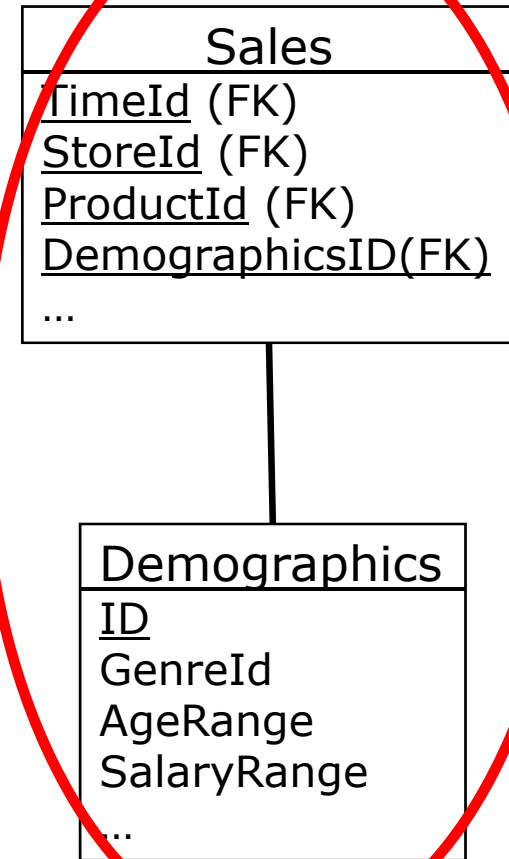 Sales
TimeId (FK)
StoreId (FK)
ProductId (FK)
DemographicsID(FK)
…
Demographics
ID
GenreId
AgeRange
SalaryRange
…